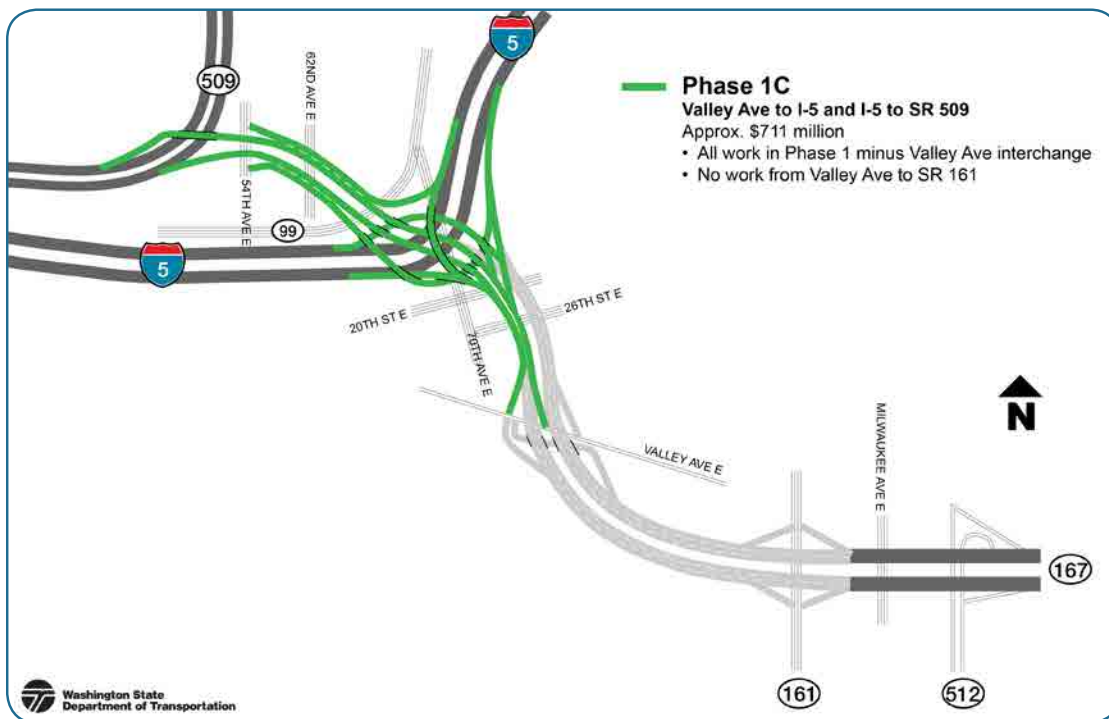 5
509
62ND AVE E
Phase 1C
Valley Ave to I-5 and I-5 to SR 509
Approx. $711 million
• All work in Phase 1 minus Valley Ave interchange
• No work from Valley Ave to SR 161
54TH AVE E
99
5
20TH ST E
26TH ST E
70TH AVE E
N
VALLEY AVE E
MILWAUKEE AVE E
167
161
512
Washington State
Department of Transportation